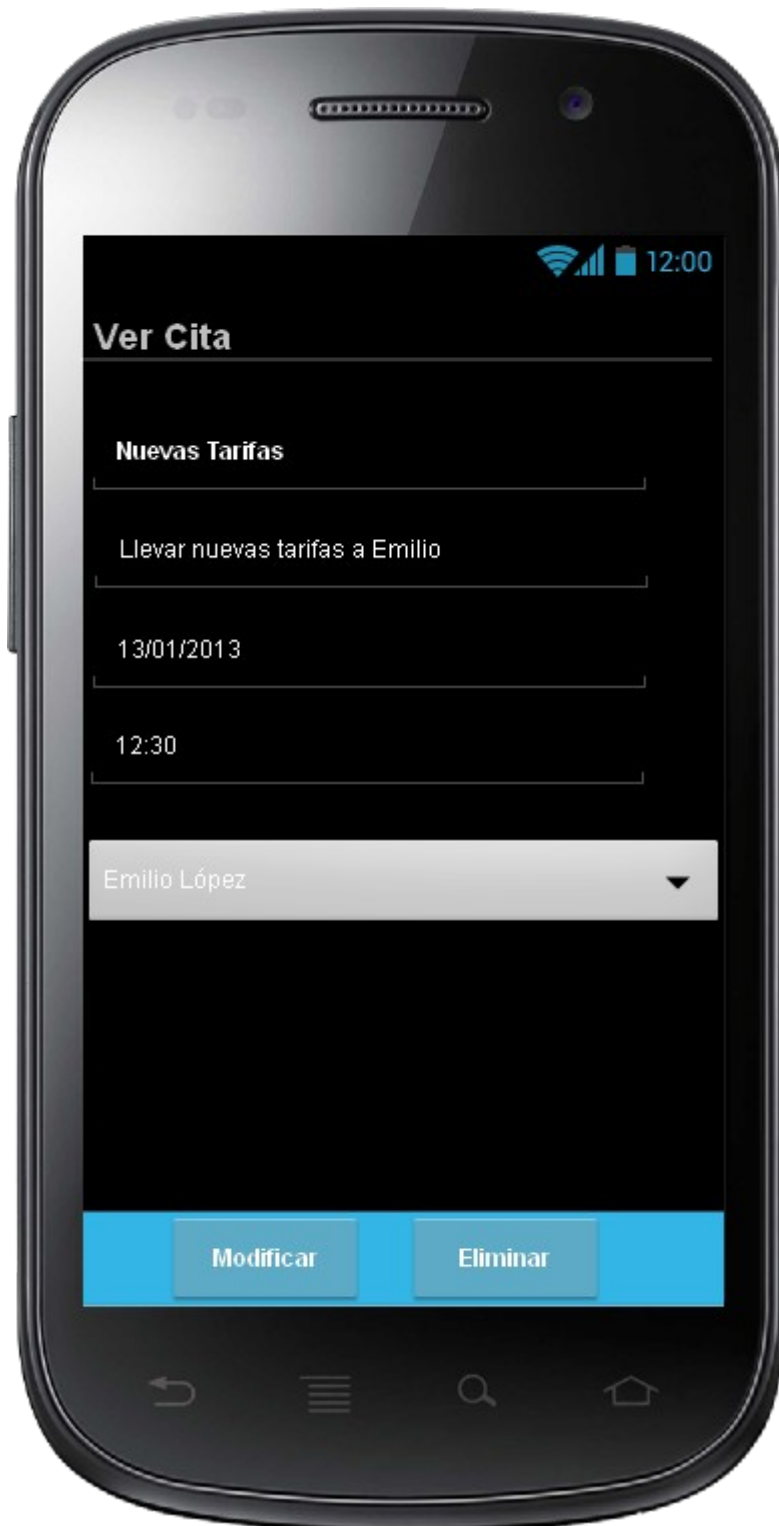 12:00
Ver Cita
Nuevas Tarifas
Llevar nuevas tarifas a Emilio
13/01/2013
12:30
Emilio López
Modificar Eliminar